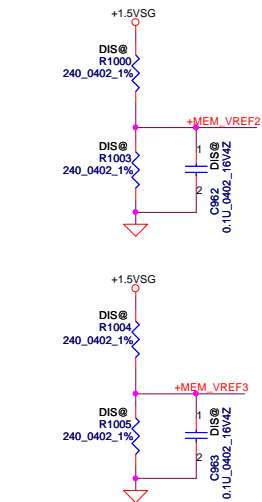 +1.5VSG
DIS@
R1000
240_0402_1%
+MEM_VREF2
DIS@
R1003
240_0402_1%
1
2
DIS@
C962
0.1U_0402_16V4Z
+1.5VSG
DIS@
R1004
240_0402_1%
+MEM_VREF3
DIS@
R1005
240_0402_1%
1
2
DIS@
C963
0.1U_0402_16V4Z